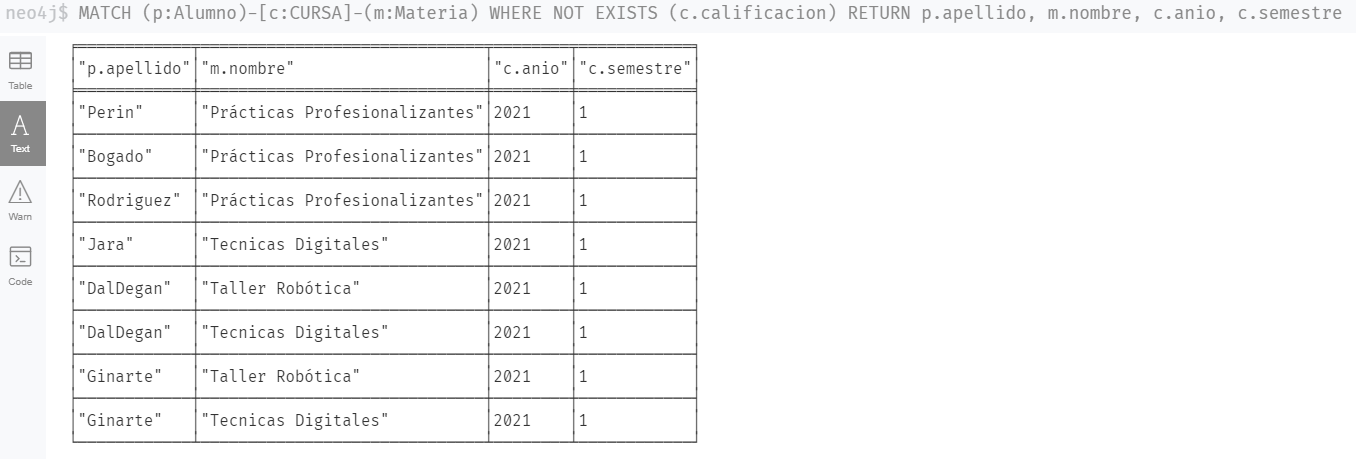 neo4j$ MATCH (p:Alumno)-[c:CURSA]-(m:Materia) WHERE NOT EXISTS (c.calificacion) RETURN p.apellido, m.nombre, c.anio, c.semestre
Table
Text
Warn
Code
"p.apellido" "m.nombre" "c.anio" "c.semestre"
"Perin" "Prácticas Profesionalizantes" 2021 1
"Bogado" "Prácticas Profesionalizantes" 2021 1
"Rodriguez" "Prácticas Profesionalizantes" 2021 1
"Jara" "Tecnicas Digitales" 2021 1
"DalDegan" "Taller Robótica" 2021 1
"DalDegan" "Tecnicas Digitales" 2021 1
"Ginarte" "Taller Robótica" 2021 1
"Ginarte" "Tecnicas Digitales" 2021 1